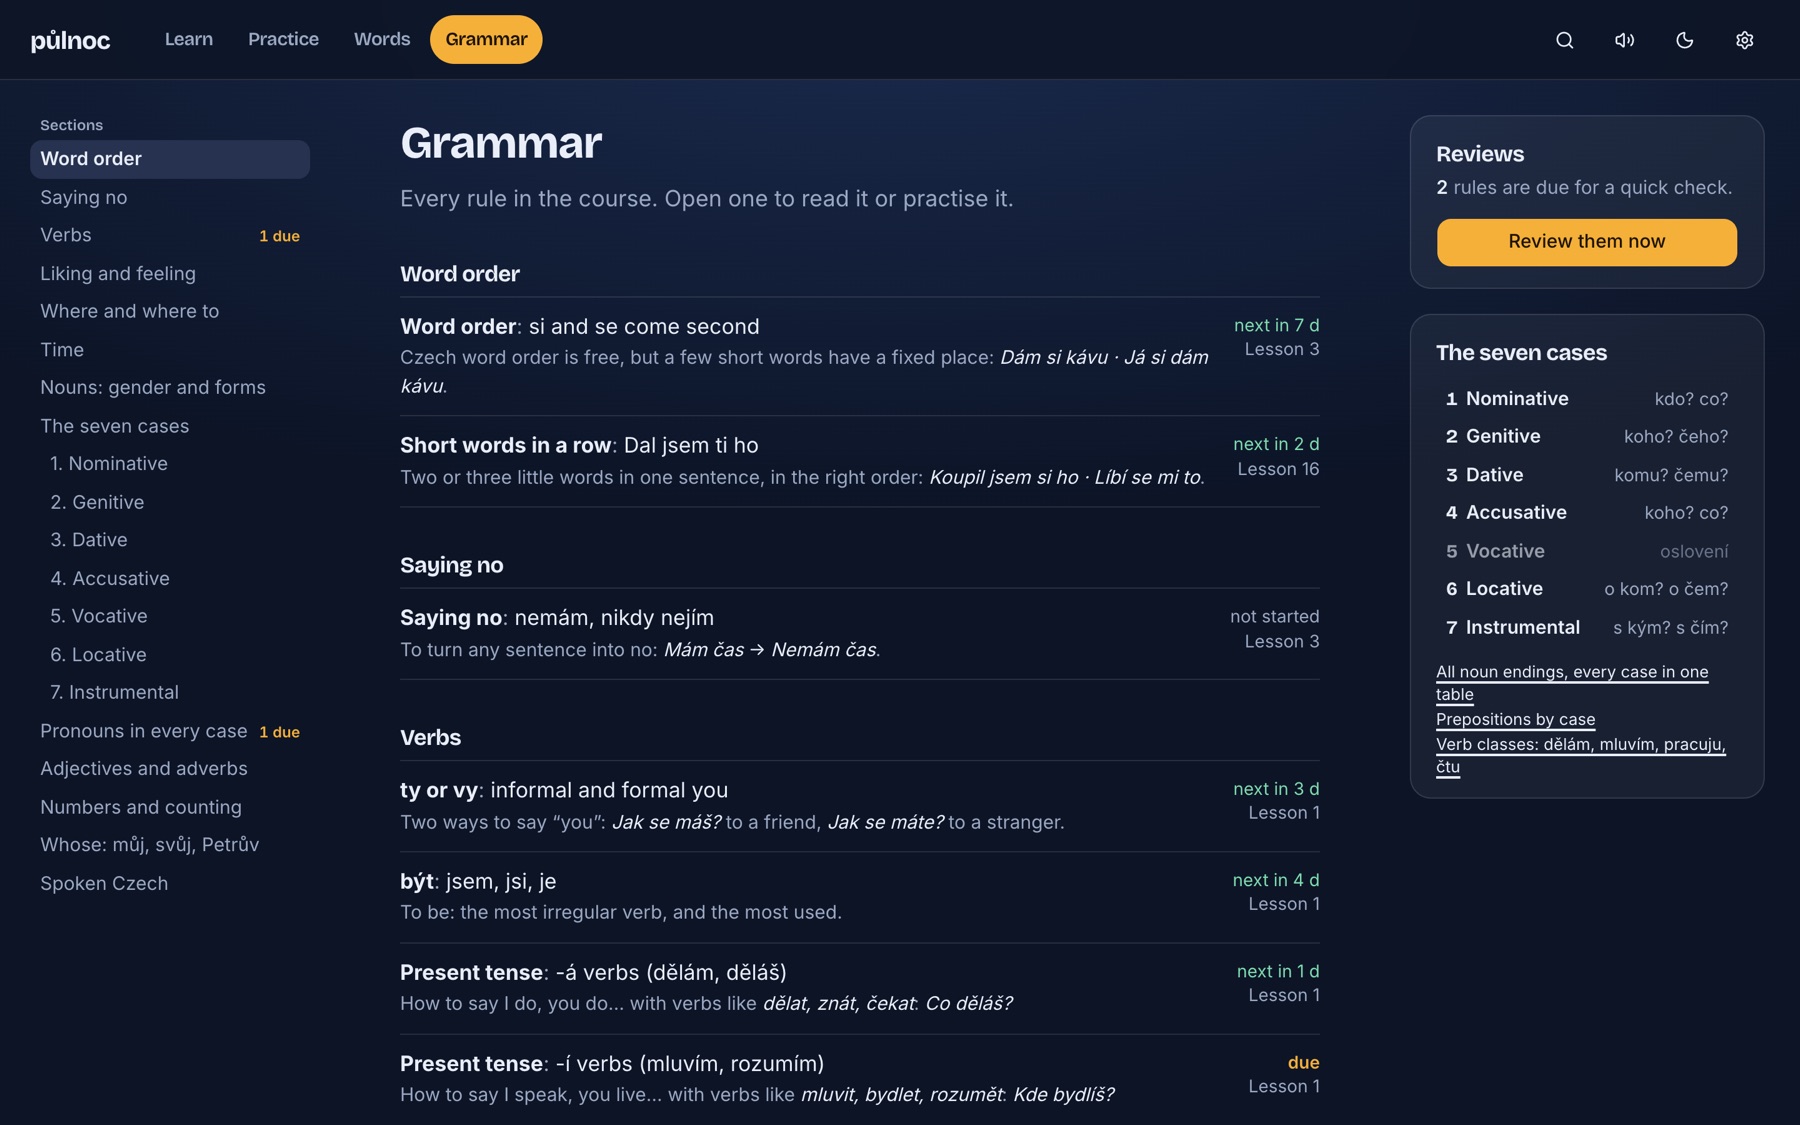 půlnoc
Learn
Practice
Words
Grammar
Sections
Word order
Saying no
Verbs
1 due
Liking and feeling
Where and where to
Time
Nouns: gender and forms
The seven cases
1. Nominative
2. Genitive
3. Dative
4. Accusative
5. Vocative
6. Locative
7. Instrumental
Pronouns in every case
1 due
Adjectives and adverbs
Numbers and counting
Whose: můj, svůj, Petrův
Spoken Czech
Grammar
Every rule in the course. Open one to read it or practise it.
Word order
Word order: si and se come second
next in 7 d
Czech word order is free, but a few short words have a fixed place: Dám si kávu · Já si dám
kávu.
Lesson 3
Short words in a row: Dal jsem ti ho
next in 2 d
Two or three little words in one sentence, in the right order: Koupil jsem si ho · Líbí se mi to.
Lesson 16
Saying no
Saying no: nemám, nikdy nejím
not started
To turn any sentence into no: Mám čas → Nemám čas.
Lesson 3
Verbs
ty or vy: informal and formal you
next in 3 d
Two ways to say “you”: Jak se máš? to a friend, Jak se máte? to a stranger.
Lesson 1
být: jsem, jsi, je
next in 4 d
To be: the most irregular verb, and the most used.
Lesson 1
Present tense: -á verbs (dělám, děláš)
next in 1 d
How to say I do, you do… with verbs like dělat, znát, čekat: Co děláš?
Lesson 1
Present tense: -í verbs (mluvím, rozumím)
due
How to say I speak, you live… with verbs like mluvit, bydlet, rozumět: Kde bydlíš?
Lesson 1
Reviews
2 rules are due for a quick check.
Review them now
The seven cases
1 Nominative kdo? co?
2 Genitive koho? čeho?
3 Dative komu? čemu?
4 Accusative koho? co?
5 Vocative oslovení
6 Locative o kom? o čem?
7 Instrumental s kým? s čím?
All noun endings, every case in one
table
Prepositions by case
Verb classes: dělám, mluvím, pracuju,
čtu